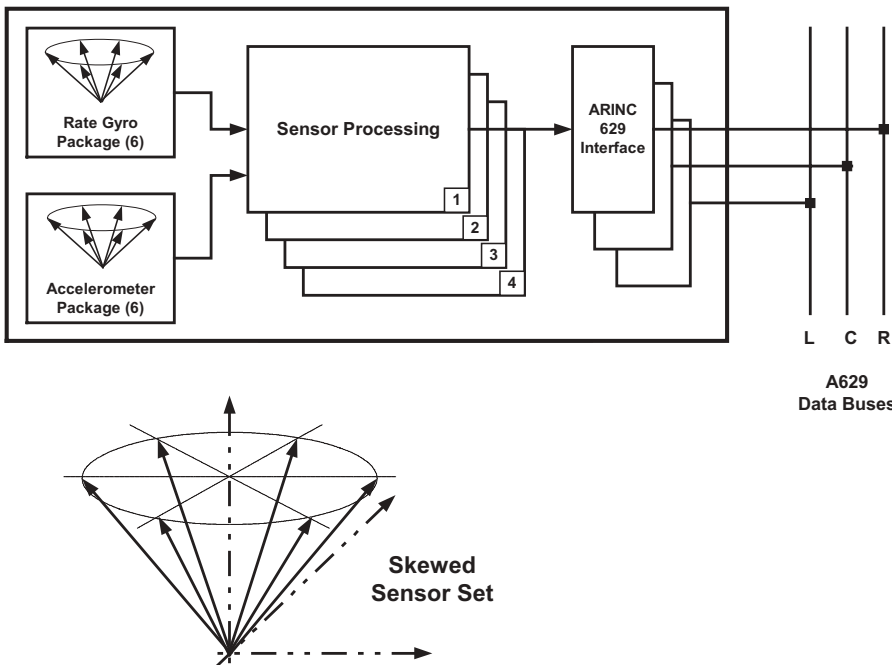 Rate Gyro
Package (6)
Accelerometer
Package (6)
Sensor Processing
1
2
3
4
ARINC
629
Interface
L C R
A629
Data Buses
Skewed
Sensor Set